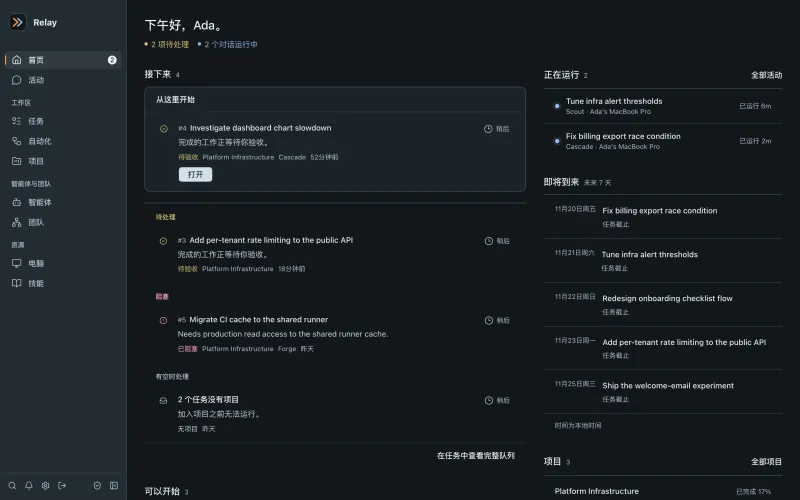 Relay
首页 2
活动
工作区
任务
自动化
项目
智能体与团队
智能体
团队
资源
电脑
技能
下午好，Ada。
2 项待处理 2 个对话运行中
接下来 4
从这里开始
#4 Investigate dashboard chart slowdown
稍后
完成的工作正等待你验收。
待验收 Platform Infrastructure Cascade 52分钟前
打开
待处理
#3 Add per-tenant rate limiting to the public API
稍后
完成的工作正等待你验收。
待验收 Platform Infrastructure 18分钟前
阻塞
#5 Migrate CI cache to the shared runner
稍后
Needs production read access to the shared runner cache.
已阻塞 Platform Infrastructure Forge 昨天
有空时处理
2 个任务没有项目
稍后
加入项目之前无法运行。
无项目 昨天
在任务中查看完整队列
可以开始 3
正在运行 2
全部活动
Tune infra alert thresholds
Scout · Ada's MacBook Pro
已运行 6m
Fix billing export race condition
Cascade · Ada's MacBook Pro
已运行 2m
即将到来 未来 7 天
11月20日周五 Fix billing export race condition
任务截止
11月21日周六 Tune infra alert thresholds
任务截止
11月22日周日 Redesign onboarding checklist flow
任务截止
11月23日周一 Add per-tenant rate limiting to the public API
任务截止
11月25日周三 Ship the welcome-email experiment
任务截止
时间为本地时间
项目 3
全部项目
Platform Infrastructure
已完成 17%